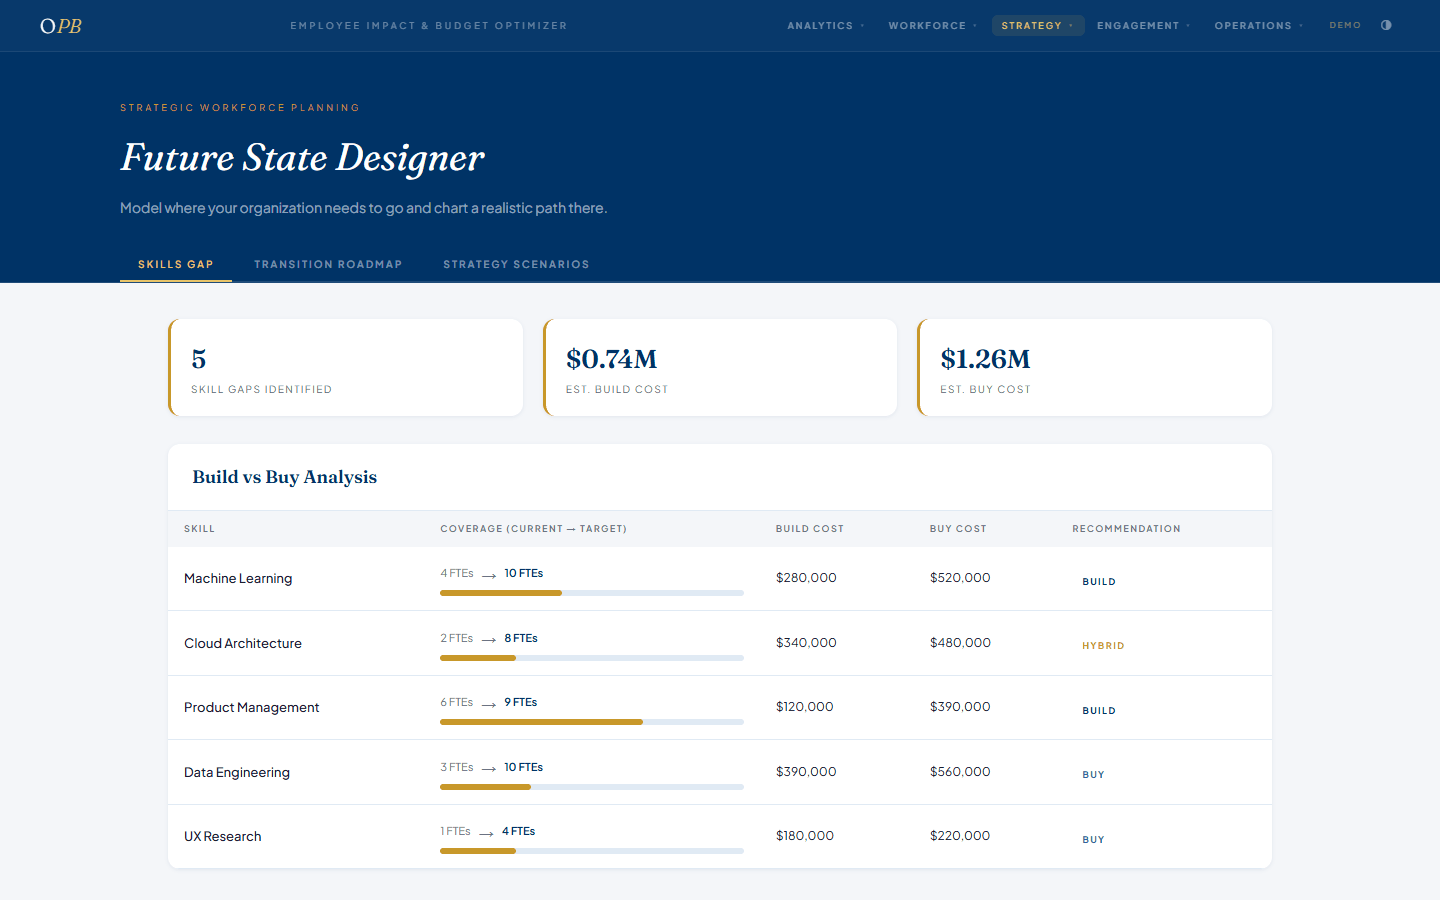 OPB EMPLOYEE IMPACT & BUDGET OPTIMIZER ANALYTICS WORKFORCE STRATEGY ENGAGEMENT OPERATIONS DEMO
STRATEGIC WORKFORCE PLANNING
Future State Designer
Model where your organization needs to go and chart a realistic path there.
SKILLS GAP TRANSITION ROADMAP STRATEGY SCENARIOS
5 $0.74M $1.26M
SKILL GAPS IDENTIFIED EST. BUILD COST EST. BUY COST
Build vs Buy Analysis
SKILL COVERAGE (CURRENT → TARGET) BUILD COST BUY COST RECOMMENDATION
Machine Learning 4 FTEs → 10 FTEs $280,000 $520,000 BUILD
Cloud Architecture 2 FTEs → 8 FTEs $340,000 $480,000 HYBRID
Product Management 6 FTEs → 9 FTEs $120,000 $390,000 BUILD
Data Engineering 3 FTEs → 10 FTEs $390,000 $560,000 BUY
UX Research 1 FTEs → 4 FTEs $180,000 $220,000 BUY